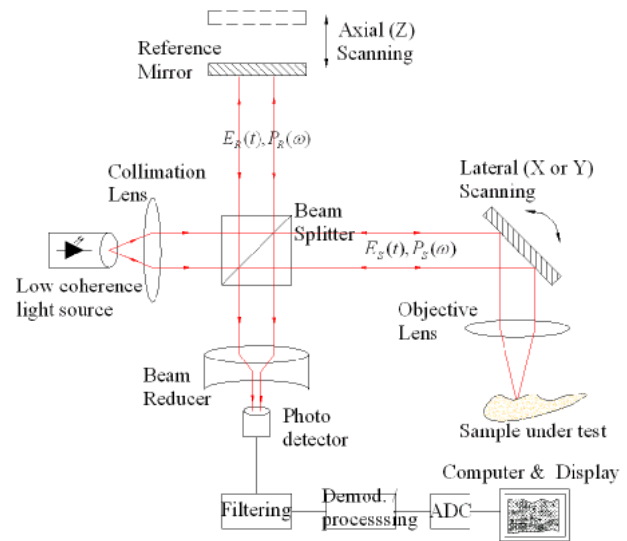 Axial (Z)
Scanning
Reference
Mirror
E_R(t), P_R(ω)
Collimation
Lens
Lateral (X or Y)
Scanning
Beam
Splitter
E_S(t), P_S(ω)
Low coherence
light source
Objective
Lens
Beam
Reducer
Photo
detector
Sample under test
Computer & Display
Filtering
Demod. /
processsing
ADC